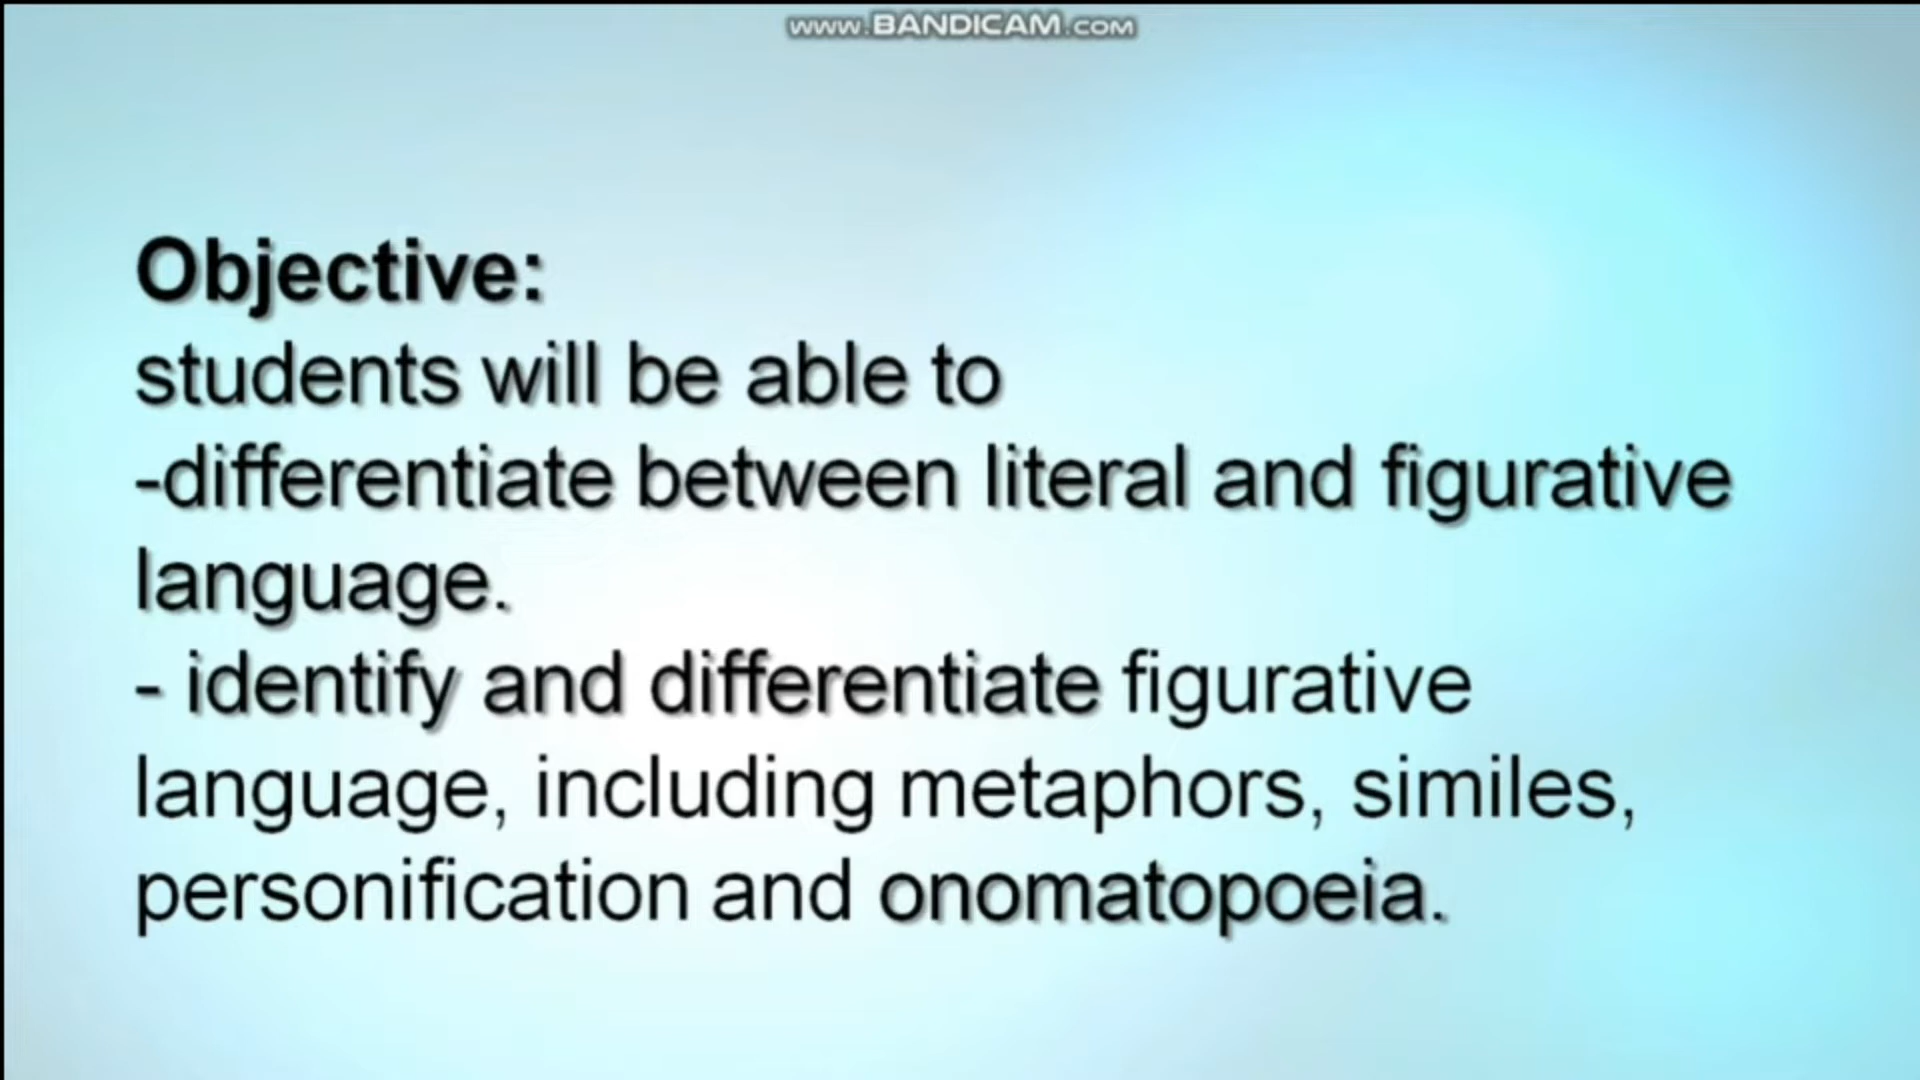 www.BANDICAM.COM
Objective:
students will be able to
-differentiate between literal and figurative
language.
- identify and differentiate figurative
language, including metaphors, similes,
personification and onomatopoeia.